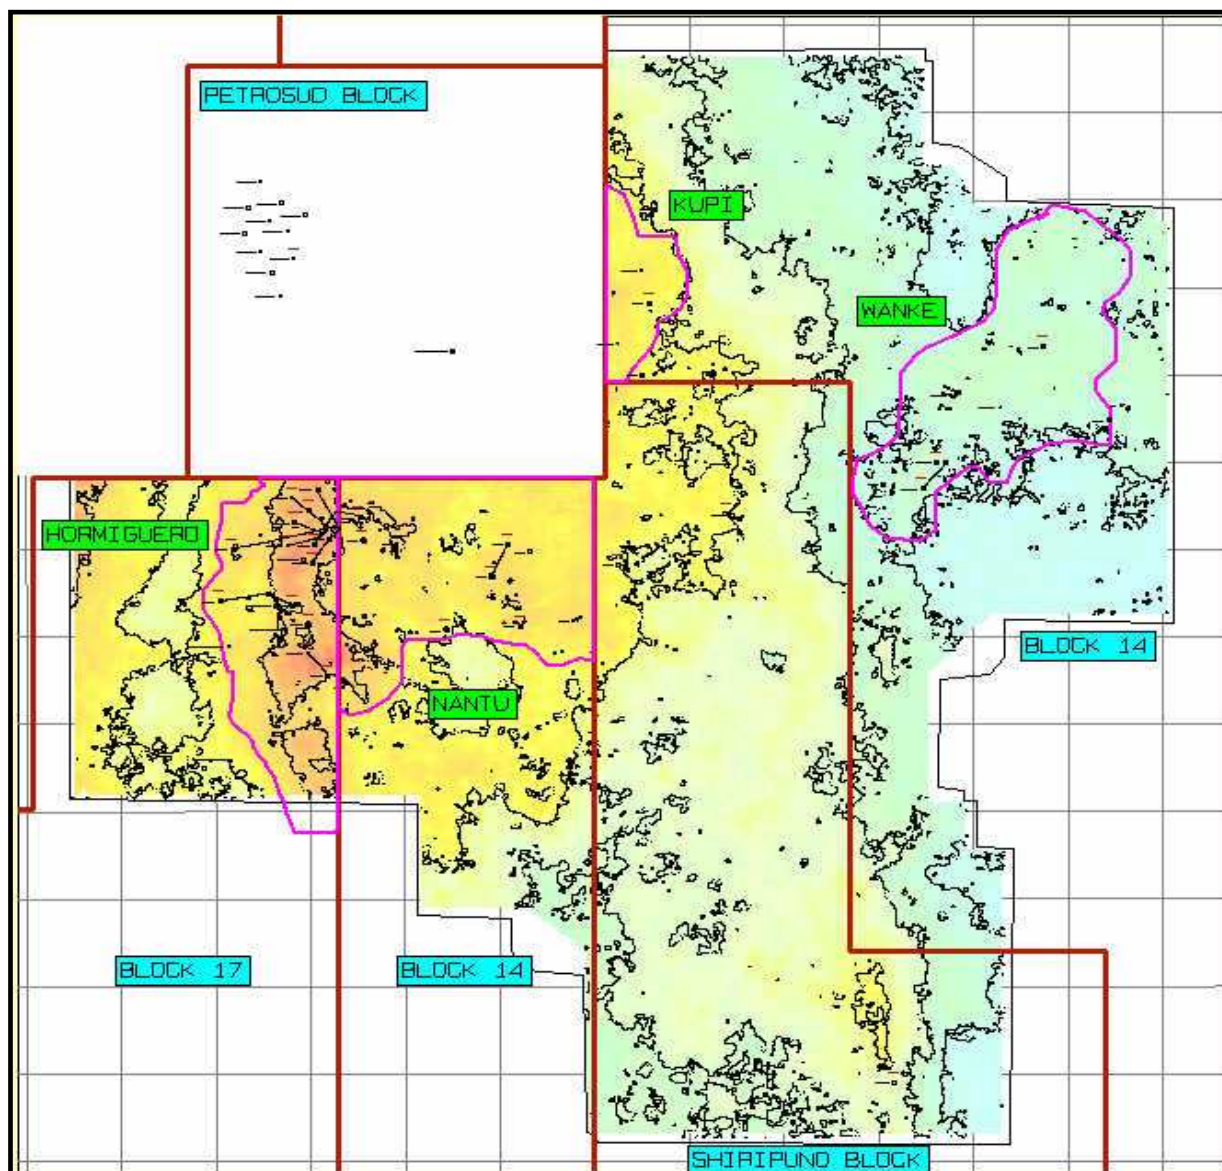 PETROSUD BLOCK
KUPI
WANKE
HORMIGUERO
BLOCK 14
NANTU
BLOCK 17
BLOCK 14
SHIRIPUNO BLOCK